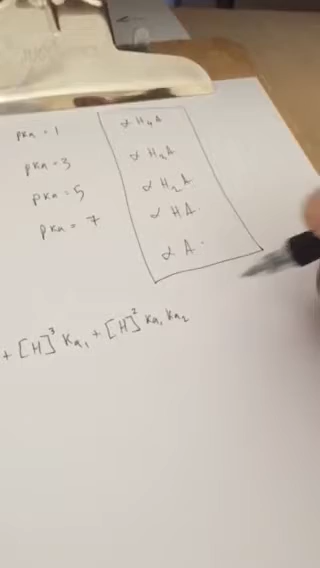 pka = 1
pka = 3
pka = 5
pka = 7
α H₄A
α H₃A
α H₂A
α HA
α A
+ [H]³ Ka₁ + [H]² Ka₁ Ka₂